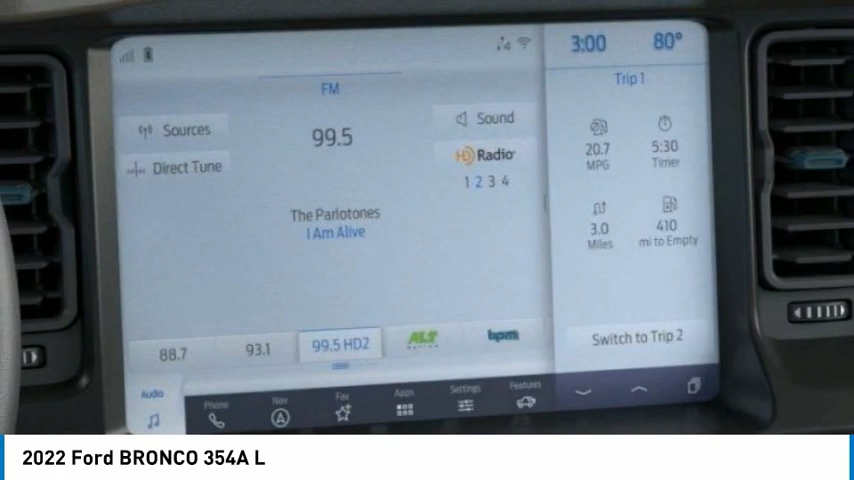 3:00 80°
FM
Trip 1
Sources
99.5
Sound
Direct Tune
HD Radio
1 2 3 4
20.7
MPG
5:30
Timer
The Parlotones
I Am Alive
3.0
Miles
410
mi to Empty
88.7
93.1
99.5 HD2
ALT
bpm
Switch to Trip 2
Audio
Phone
Nav
Fav
Apps
Settings
Features
2022 Ford BRONCO 354A L